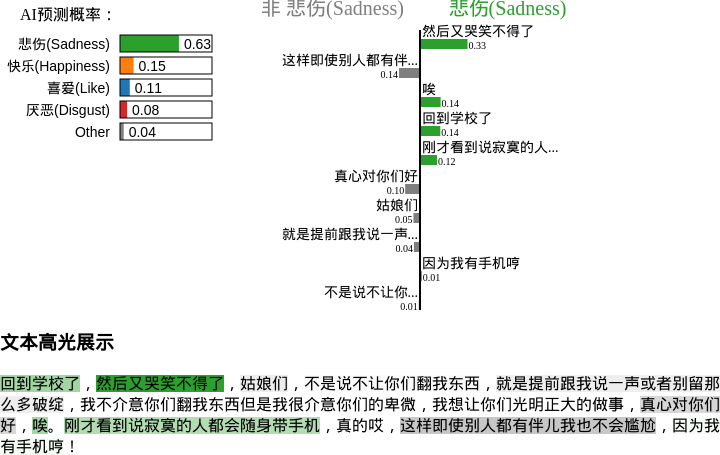 AI预测概率：
悲伤(Sadness) 0.63
快乐(Happiness) 0.15
喜爱(Like) 0.11
厌恶(Disgust) 0.08
Other 0.04
非 悲伤(Sadness) 悲伤(Sadness)
然后又哭笑不得了
0.33
这样即使别人都有伴...
0.14
唉
0.14
回到学校了
0.14
刚才看到说寂寞的人...
0.12
真心对你们好
0.10
姑娘们
0.05
就是提前跟我说一声...
0.04
因为我有手机哼
0.01
不是说不让你...
0.01
文本高光展示
回到学校了，然后又哭笑不得了，姑娘们，不是说不让你们翻我东西，就是提前跟我说一声或者别留那
么多破绽，我不介意你们翻我东西但是我很介意你们的卑微，我想让你们光明正大的做事，真心对你们
好，唉。刚才看到说寂寞的人都会随身带手机，真的哎，这样即使别人都有伴儿我也不会尴尬，因为我
有手机哼！